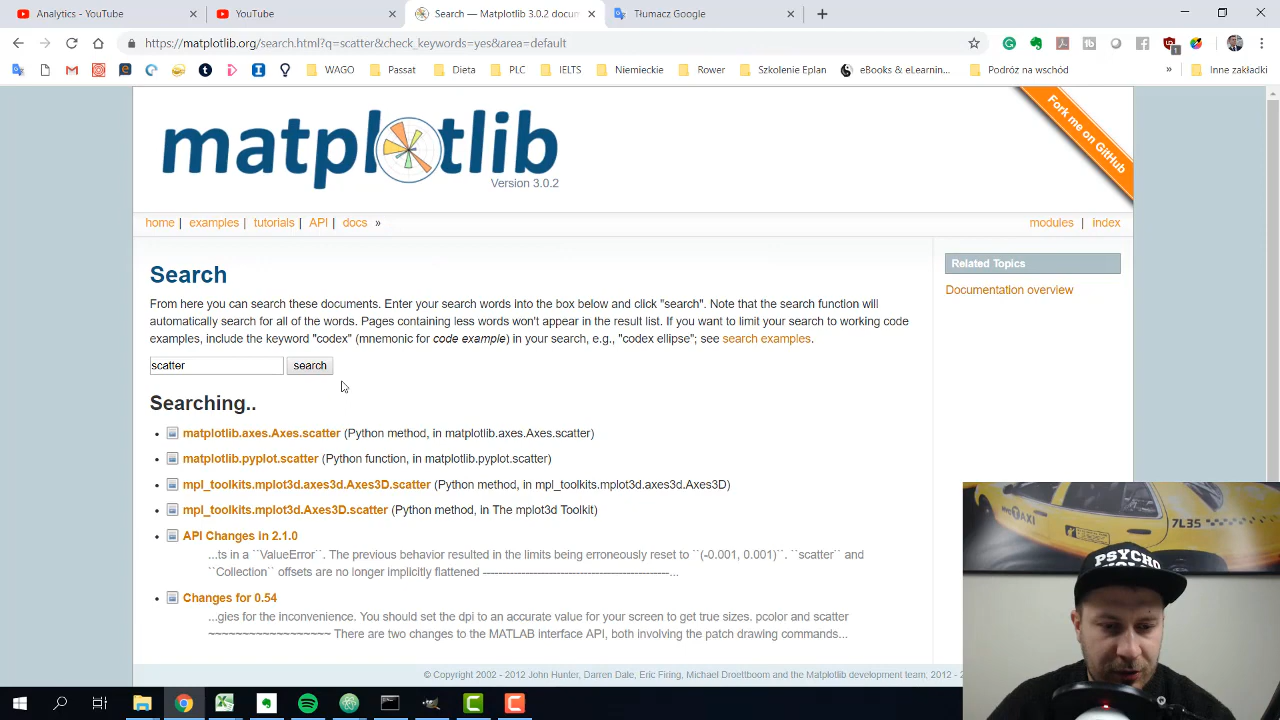 Analytics - YouTube
YouTube
Search — Matplotlib 3.0.2 docum
Tłumacz Google
https://matplotlib.org/search.html?q=scatter&check_keywords=yes&area=default
WAGO
Passat
Dieta
PLC
IELTS
Niemieckie
Rower
Szkolenie Eplan
eBooks & eLearnin...
Podróż na wschód
»
Inne zakładki
matplotlib
Version 3.0.2
Fork me on GitHub
home | examples | tutorials | API | docs »
modules | index
Search
From here you can search these documents. Enter your search words into the box below and click "search". Note that the search function will
automatically search for all of the words. Pages containing less words won't appear in the result list. If you want to limit your search to working code
examples, include the keyword "codex" (mnemonic for code example) in your search, e.g., "codex ellipse"; see search examples.
scatter
search
Related Topics
Documentation overview
Searching..
matplotlib.axes.Axes.scatter (Python method, in matplotlib.axes.Axes.scatter)
matplotlib.pyplot.scatter (Python function, in matplotlib.pyplot.scatter)
mpl_toolkits.mplot3d.axes3d.Axes3D.scatter (Python method, in mpl_toolkits.mplot3d.axes3d.Axes3D)
mpl_toolkits.mplot3d.Axes3D.scatter (Python method, in The mplot3d Toolkit)
API Changes in 2.1.0
...ts in a ``ValueError``. The previous behavior resulted in the limits being erroneously reset to ``(-0.001, 0.001)``. ``scatter`` and
``Collection`` offsets are no longer implicitly flattened -----------------------------------------------...
Changes for 0.54
...gies for the inconvenience. You should set the dpi to an accurate value for your screen to get true sizes. pcolor and scatter
~~~~~~~~~~~~~~~~~~ There are two changes to the MATLAB interface API, both involving the patch drawing commands...
© Copyright 2002 - 2012 John Hunter, Darren Dale, Eric Firing, Michael Droettboom and the Matplotlib development team; 2012 -
TAXI
7L35
PSYCHO